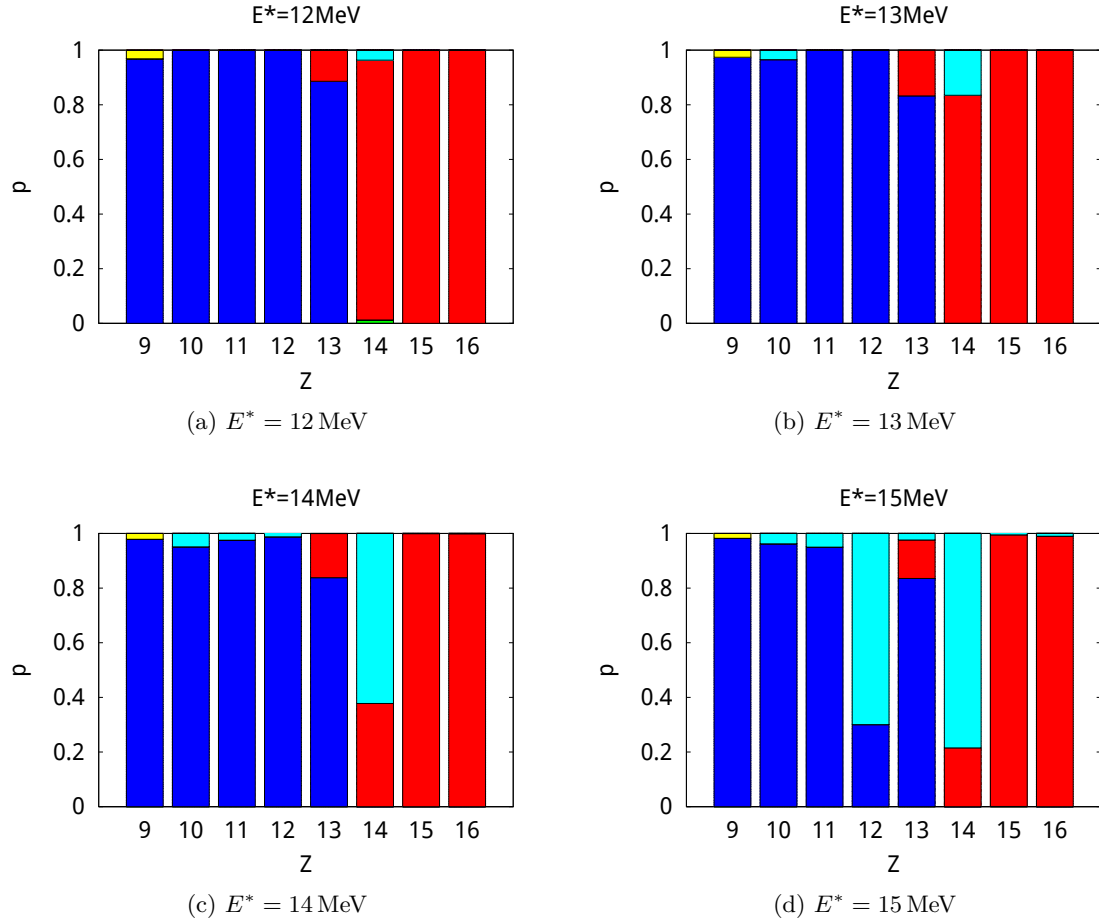 E*=12MeV
1
0.8
0.6
0.4
0.2
0
p
9 10 11 12 13 14 15 16
Z
(a) E* = 12 MeV
E*=13MeV
1
0.8
0.6
0.4
0.2
0
p
9 10 11 12 13 14 15 16
Z
(b) E* = 13 MeV
E*=14MeV
1
0.8
0.6
0.4
0.2
0
p
9 10 11 12 13 14 15 16
Z
(c) E* = 14 MeV
E*=15MeV
1
0.8
0.6
0.4
0.2
0
p
9 10 11 12 13 14 15 16
Z
(d) E* = 15 MeV